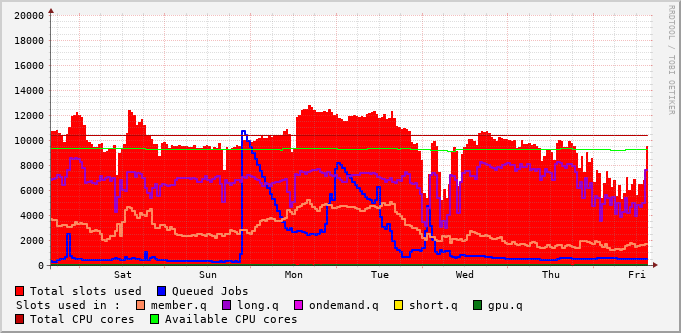 20000
18000
16000
14000
12000
10000
8000
6000
4000
2000
0
Sat Sun Mon Tue Wed Thu Fri
Total slots used Queued Jobs
Slots used in : member.q long.q ondemand.q short.q gpu.q
Total CPU cores Available CPU cores
RRDTOOL / TOBI OETIKER